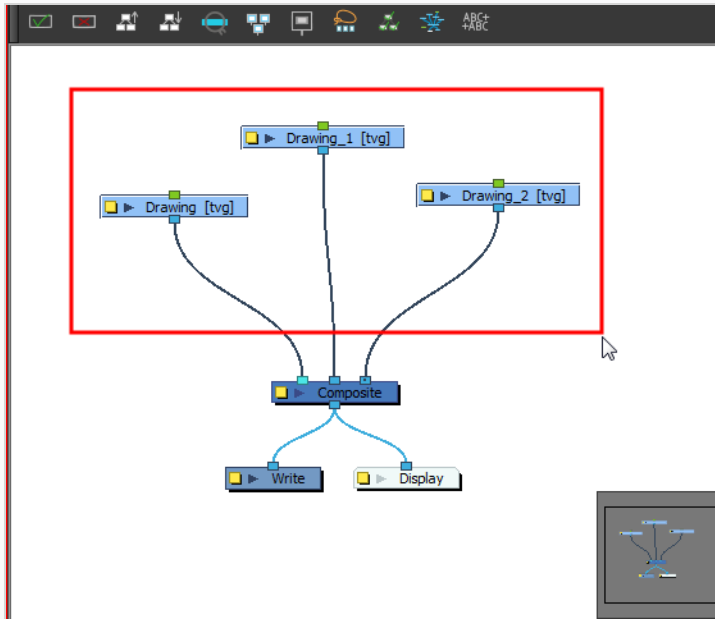 ABC+
+ABC
Drawing_1 [tvg]
Drawing [tvg]
Drawing_2 [tvg]
Composite
Write
Display